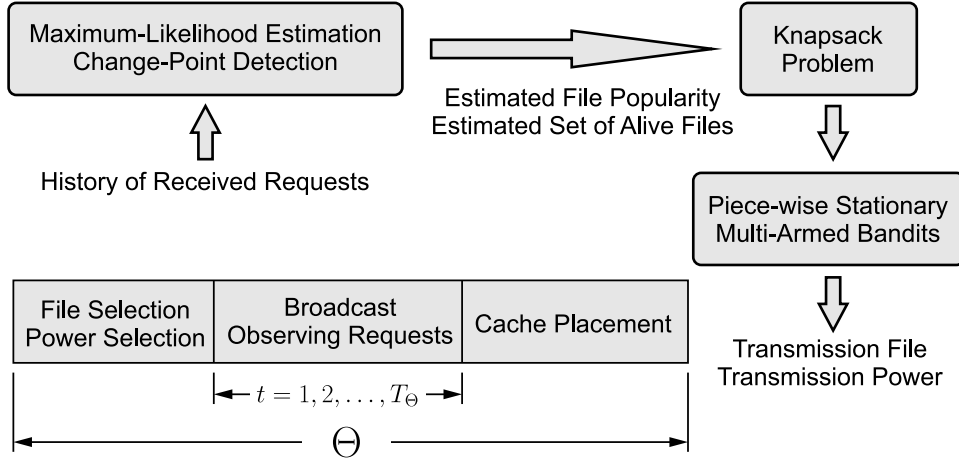 Maximum-Likelihood Estimation
Change-Point Detection
Knapsack
Problem
Estimated File Popularity
Estimated Set of Alive Files
History of Received Requests
Piece-wise Stationary
Multi-Armed Bandits
File Selection
Power Selection
Broadcast
Observing Requests
Cache Placement
Transmission File
Transmission Power
t = 1, 2, . . . , T_Θ
Θ